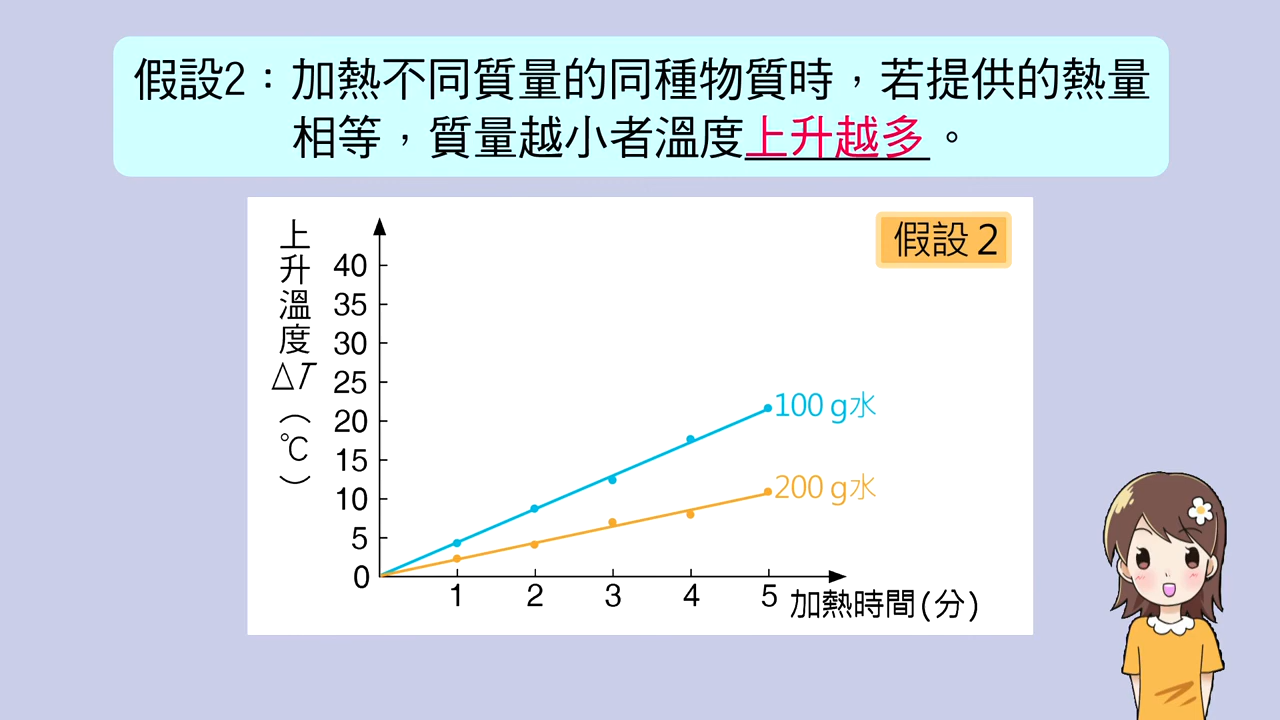 假設2：加熱不同質量的同種物質時，若提供的熱量
相等，質量越小者溫度上升越多。
假設2
上升溫度ΔT（℃）
40
35
30
25
20
15
10
5
0
100 g水
200 g水
1 2 3 4 5
加熱時間(分)